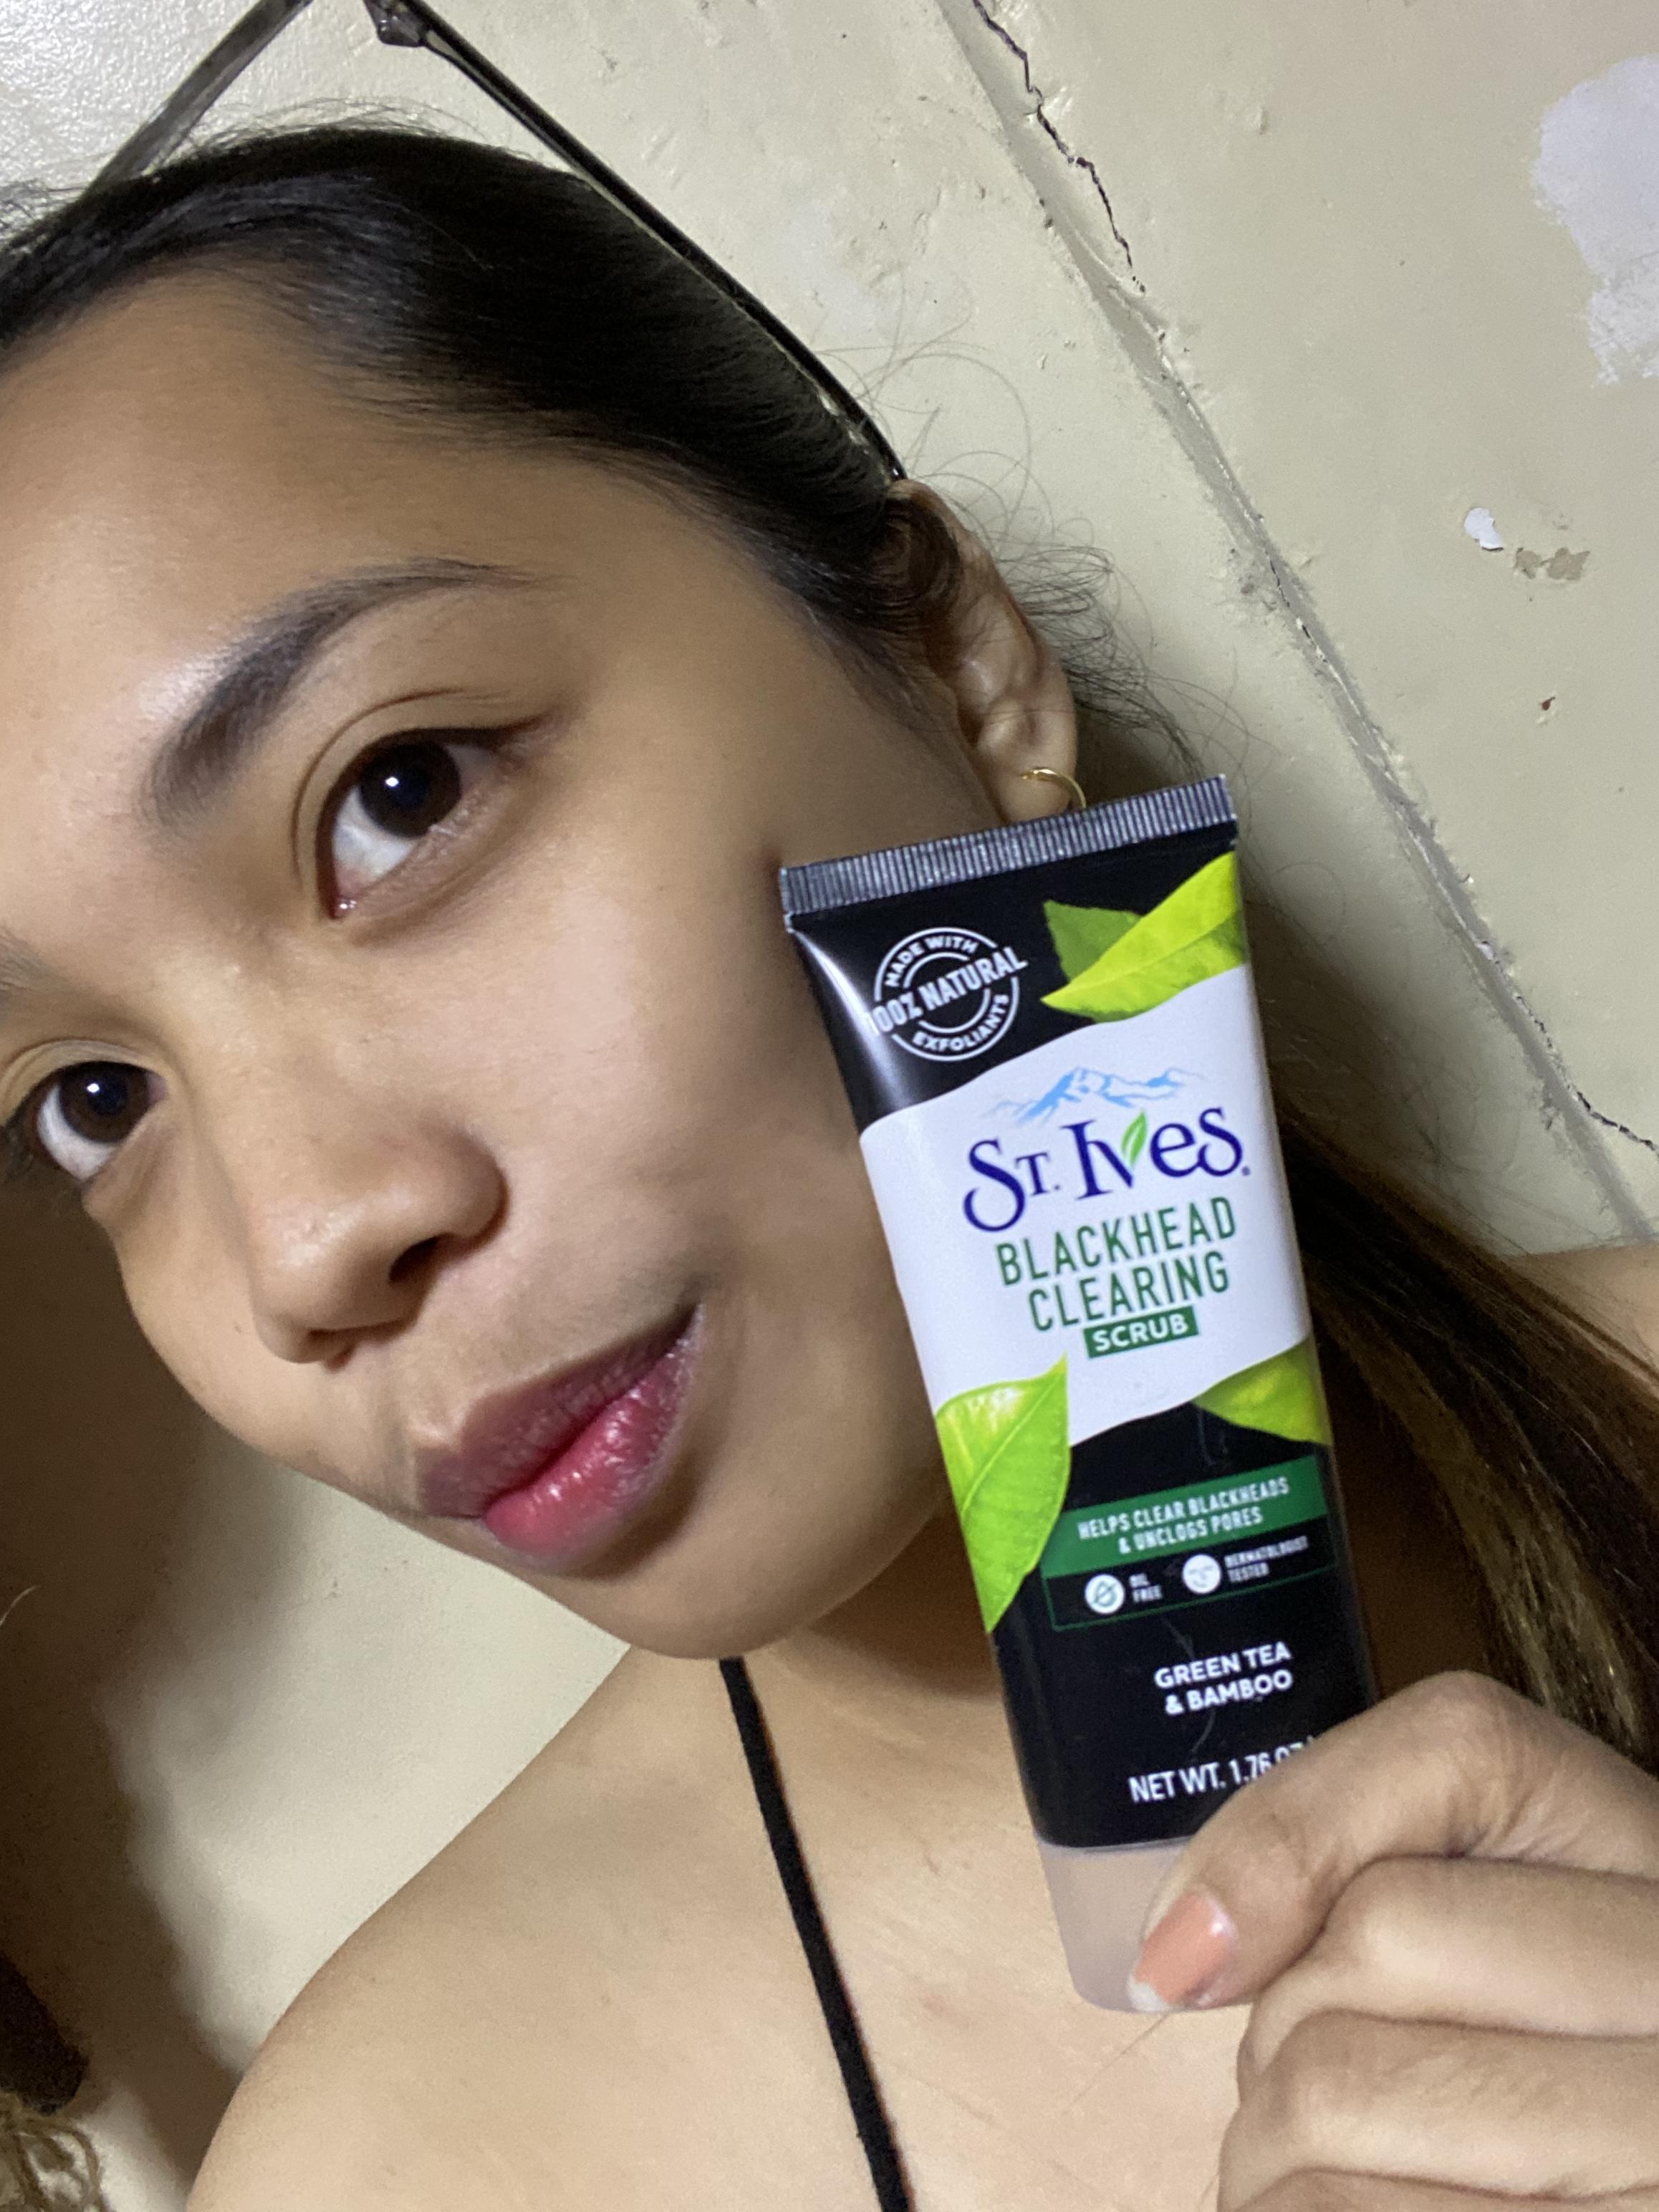 MADE WITH
100% NATURAL
EXFOLIANTS
ST. IVES
BLACKHEAD
CLEARING
SCRUB
HELPS CLEAR BLACKHEADS
& UNCLOGS PORES
OIL
FREE
DERMATOLOGIST
TESTED
GREEN TEA
& BAMBOO
NET WT. 1.76 OZ